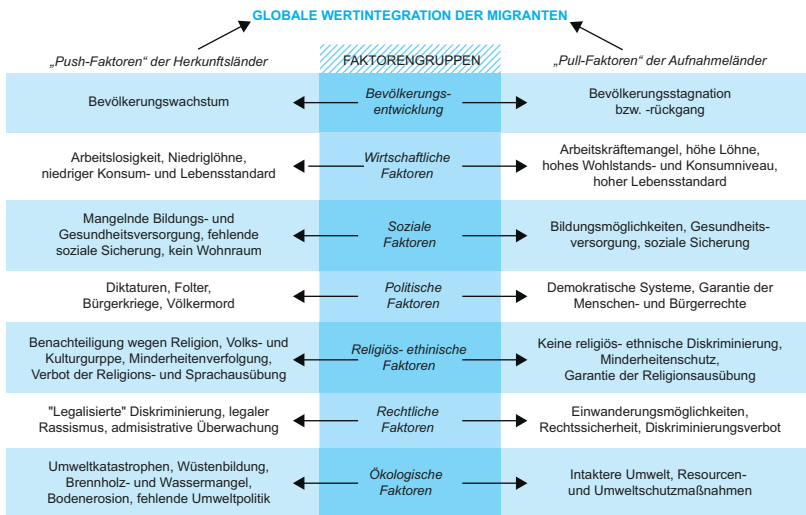 GLOBALE WERTINTEGRATION DER MIGRANTEN
„Push-Faktoren“ der Herkunftsländer
FAKTORENGRUPPEN
„Pull-Faktoren“ der Aufnahmeländer
Bevölkerungswachstum
Bevölkerungs-
entwicklung
Bevölkerungsstagnation
bzw. -rückgang
Arbeitslosigkeit, Niedriglöhne,
niedriger Konsum- und Lebensstandard
Wirtschaftliche
Faktoren
Arbeitskräftemangel, höhe Löhne,
hohes Wohlstands- und Konsumniveau,
hoher Lebensstandard
Mangelnde Bildungs- und
Gesundheitsversorgung, fehlende
soziale Sicherung, kein Wohnraum
Soziale
Faktoren
Bildungsmöglichkeiten, Gesundheits-
versorgung, soziale Sicherung
Diktaturen, Folter,
Bürgerkriege, Völkermord
Politische
Faktoren
Demokratische Systeme, Garantie der
Menschen- und Bürgerrechte
Benachteiligung wegen Religion, Volks- und
Kulturgurppe, Minderheitenverfolgung,
Verbot der Religions- und Sprachausübung
Religiös- ethinische
Faktoren
Keine religiös- ethnische Diskriminierung,
Minderheitenschutz,
Garantie der Religionsausübung
"Legalisierte" Diskriminierung, legaler
Rassismus, admisistrative Überwachung
Rechtliche
Faktoren
Einwanderungsmöglichkeiten,
Rechtssicherheit, Diskriminierungsverbot
Umweltkatastrophen, Wüstenbildung,
Brennholz- und Wassermangel,
Bodenerosion, fehlende Umweltpolitik
Ökologische
Faktoren
Intaktere Umwelt, Resourcen-
und Umweltschutzmaßnahmen